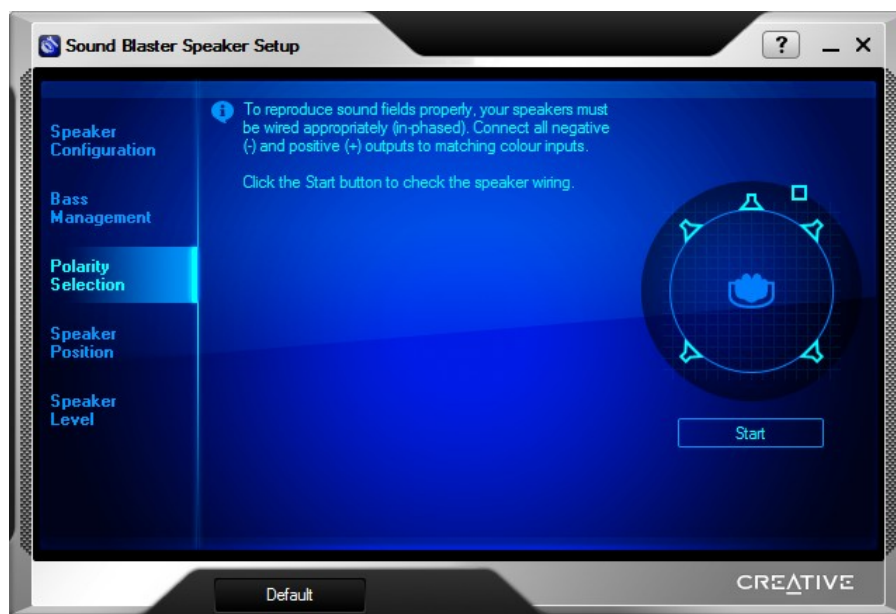 Sound Blaster Speaker Setup
?
Speaker
Configuration
Bass
Management
Polarity
Selection
Speaker
Position
Speaker
Level
To reproduce sound fields properly, your speakers must
be wired appropriately (in-phased). Connect all negative
(-) and positive (+) outputs to matching colour inputs.
Click the Start button to check the speaker wiring.
Start
Default
CREATIVE